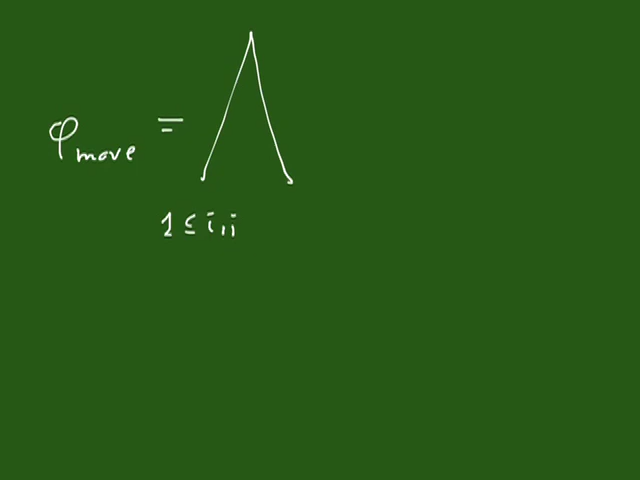 φmove = ⋀
1 ≤ i,j